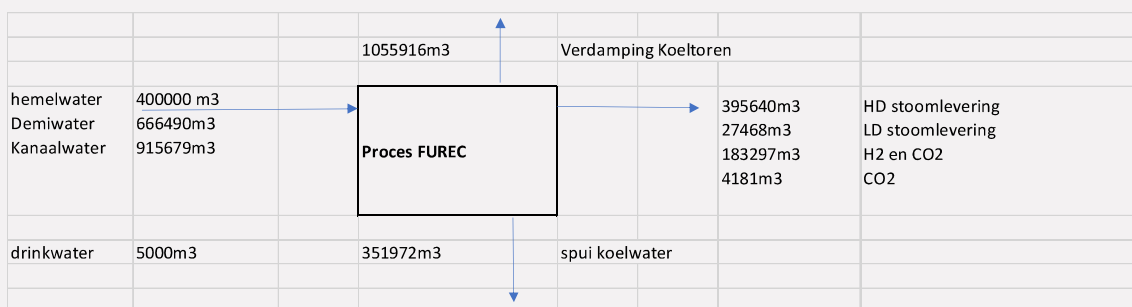 1055916m3 Verdamping Koeltoren
hemelwater 400000 m3 395640m3 HD stoomlevering
Demiwater 666490m3 27468m3 LD stoomlevering
Kanaalwater 915679m3 Proces FUREC 183297m3 H2 en CO2
4181m3 CO2
drinkwater 5000m3 351972m3 spui koelwater